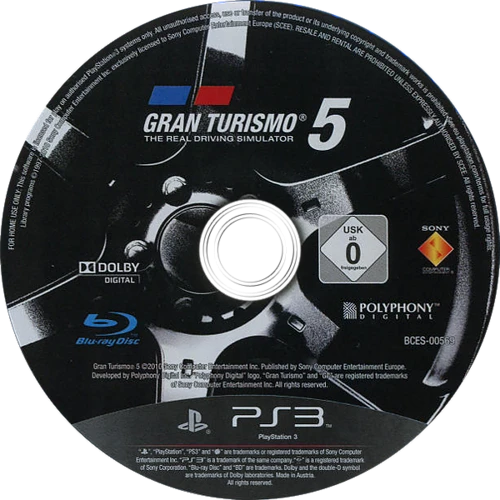 FOR HOME USE ONLY: This software is licensed for play on authorised PlayStation®3 systems only. All unauthorised access, use or transfer of the product or its underlying copyright and trademark works is prohibited.
Library programs © exclusively licensed to Sony Computer Entertainment Europe (SCEE). RESALE AND RENTAL ARE PROHIBITED UNLESS EXPRESSLY AUTHORISED BY SCEE. All rights reserved.
GRAN TURISMO® 5
THE REAL DRIVING SIMULATOR
USK
ab
0
freigegeben
SONY
DOLBY
DIGITAL
POLYPHONY
DIGITAL
Blu-ray Disc
BCES-00569
Gran Turismo® 5 ©2010 Sony Computer Entertainment Inc. Published by Sony Computer Entertainment Europe.
Developed by Polyphony Digital Inc. "Polyphony Digital" logo, "Gran Turismo" and "GT" are registered trademarks
of Sony Computer Entertainment Inc. All rights reserved.
PS3
PlayStation 3
" ", "PlayStation", "PS3" and are trademarks or registered trademarks of Sony Computer
Entertainment Inc. "PS3" is a trademark of the same company. " " is a registered trademark
of Sony Corporation. "Blu-ray Disc" and "BD" are trademarks. Dolby and the double-D symbol
are trademarks of Dolby Laboratories. Made in Austria.
All rights reserved.